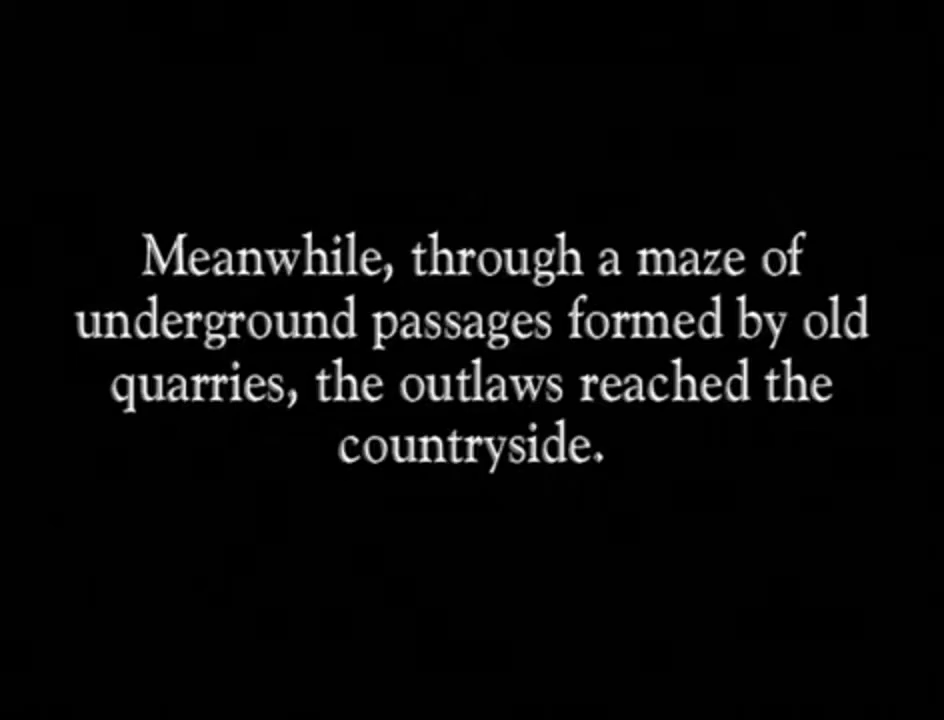 Meanwhile, through a maze of
underground passages formed by old
quarries, the outlaws reached the
countryside.